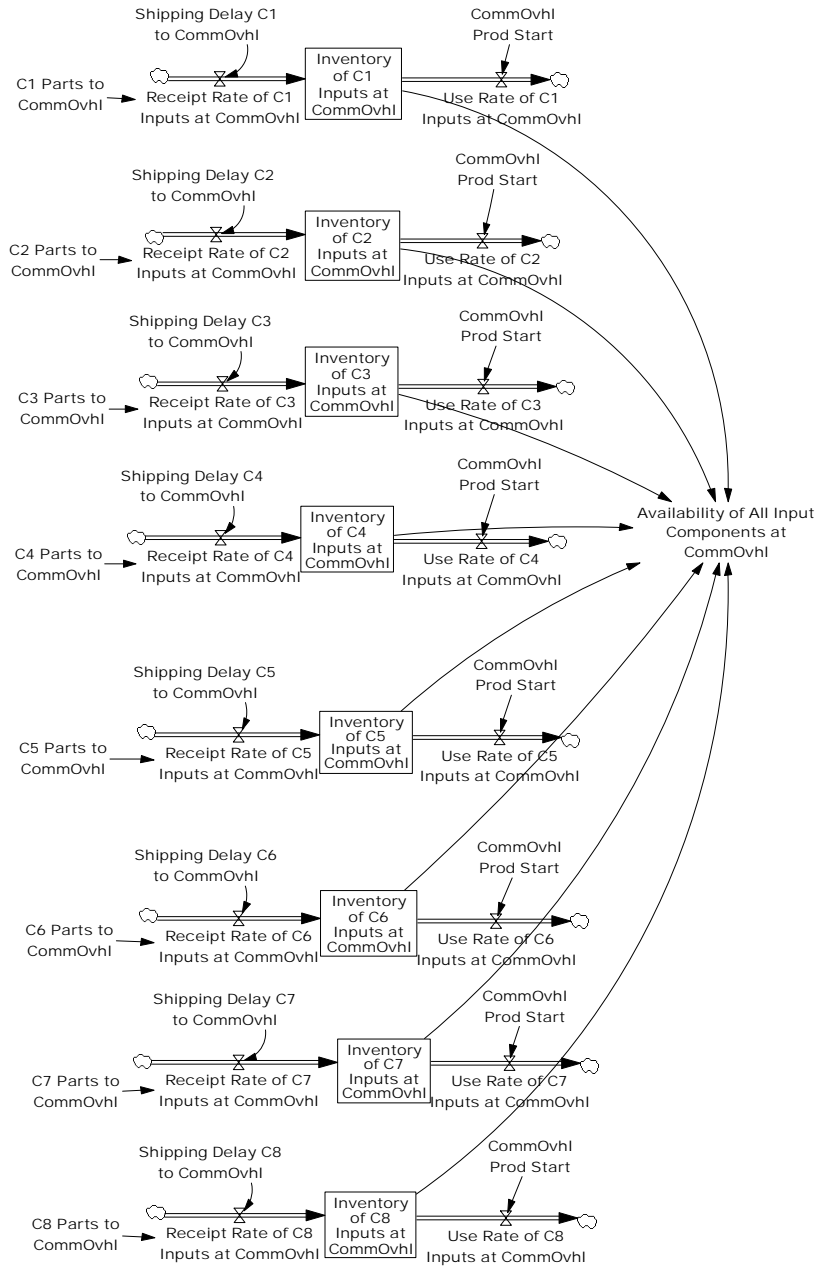 Shipping Delay C1
to CommOvhl
CommOvhl
Prod Start
C1 Parts to
CommOvhl
Receipt Rate of C1
Inputs at CommOvhl
Inventory
of C1
Inputs at
CommOvhl
Use Rate of C1
Inputs at CommOvhl
Shipping Delay C2
to CommOvhl
CommOvhl
Prod Start
C2 Parts to
CommOvhl
Receipt Rate of C2
Inputs at CommOvhl
Inventory
of C2
Inputs at
CommOvhl
Use Rate of C2
Inputs at CommOvhl
Shipping Delay C3
to CommOvhl
CommOvhl
Prod Start
C3 Parts to
CommOvhl
Receipt Rate of C3
Inputs at CommOvhl
Inventory
of C3
Inputs at
CommOvhl
Use Rate of C3
Inputs at CommOvhl
Shipping Delay C4
to CommOvhl
CommOvhl
Prod Start
C4 Parts to
CommOvhl
Receipt Rate of C4
Inputs at CommOvhl
Inventory
of C4
Inputs at
CommOvhl
Use Rate of C4
Inputs at CommOvhl
Availability of All Input
Components at
CommOvhl
Shipping Delay C5
to CommOvhl
CommOvhl
Prod Start
C5 Parts to
CommOvhl
Receipt Rate of C5
Inputs at CommOvhl
Inventory
of C5
Inputs at
CommOvhl
Use Rate of C5
Inputs at CommOvhl
Shipping Delay C6
to CommOvhl
CommOvhl
Prod Start
C6 Parts to
CommOvhl
Receipt Rate of C6
Inputs at CommOvhl
Inventory
of C6
Inputs at
CommOvhl
Use Rate of C6
Inputs at CommOvhl
Shipping Delay C7
to CommOvhl
CommOvhl
Prod Start
C7 Parts to
CommOvhl
Receipt Rate of C7
Inputs at CommOvhl
Inventory
of C7
Inputs at
CommOvhl
Use Rate of C7
Inputs at CommOvhl
Shipping Delay C8
to CommOvhl
CommOvhl
Prod Start
C8 Parts to
CommOvhl
Receipt Rate of C8
Inputs at CommOvhl
Inventory
of C8
Inputs at
CommOvhl
Use Rate of C8
Inputs at CommOvhl